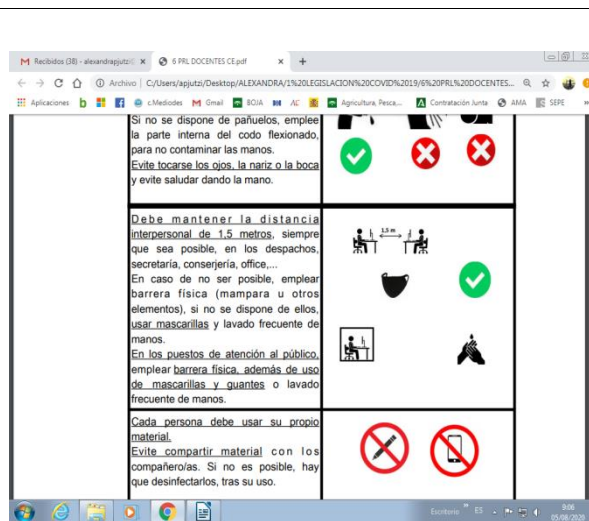 Recibidos (38) - alexandrapjutzi
6 PRL DOCENTES CE.pdf
Archivo | C:/Users/apjutzi/Desktop/ALEXANDRA/1%20LEGISLACION%20COVID%2019/6%20PRL%20DOCENTES...
Aplicaciones
c.Mediodes
Gmail
BOJA
Agricultura, Pesca,...
Contratación Junta
AMA
SEPE
Si no se dispone de pañuelos, emplee
la parte interna del codo flexionado,
para no contaminar las manos.
Evite tocarse los ojos, la nariz o la boca
y evite saludar dando la mano.
Debe mantener la distancia
interpersonal de 1,5 metros, siempre
que sea posible, en los despachos,
secretaría, conserjería, office,...
En caso de no ser posible, emplear
barrera física (mampara u otros
elementos), si no se dispone de ellos,
usar mascarillas y lavado frecuente de
manos.
En los puestos de atención al público,
emplear barrera física, además de uso
de mascarillas y guantes o lavado
frecuente de manos.
1,5 m
Cada persona debe usar su propio
material.
Evite compartir material con los
compañero/as. Si no es posible, hay
que desinfectarlos, tras su uso.
Escritorio
ES
9:06
05/08/2020